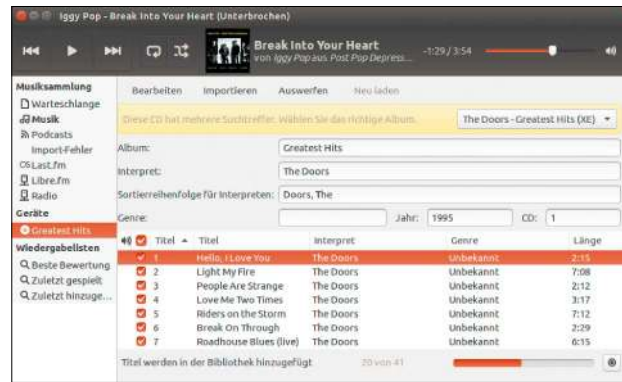 Iggy Pop - Break Into Your Heart (Unterbrochen)
Break Into Your Heart
von Iggy Pop aus Post Pop Depress...
-1:29 / 3:54
Musiksammlung
Warteschlange
Musik
Podcasts
Import-Fehler
Last.fm
Libre.fm
Radio
Geräte
Greatest Hits
Wiedergabelisten
Beste Bewertung
Zuletzt gespielt
Zuletzt hinzuge...
Bearbeiten Importieren Auswerfen Neu laden
Diese CD hat mehrere Suchtreffer. Wählen Sie das richtige Album. The Doors - Greatest Hits (XE)
Album: Greatest Hits
Interpret: The Doors
Sortierreihenfolge für Interpreten: Doors, The
Genre: Jahr: 1995 CD: 1
Titel Titel Interpret Genre Länge
1 Hello, I Love You The Doors Unbekannt 2:15
2 Light My Fire The Doors Unbekannt 7:08
3 People Are Strange The Doors Unbekannt 2:12
4 Love Me Two Times The Doors Unbekannt 3:17
5 Riders on the Storm The Doors Unbekannt 7:12
6 Break On Through The Doors Unbekannt 2:29
7 Roadhouse Blues (live) The Doors Unbekannt 6:15
Titel werden in der Bibliothek hinzugefügt 20 von 41